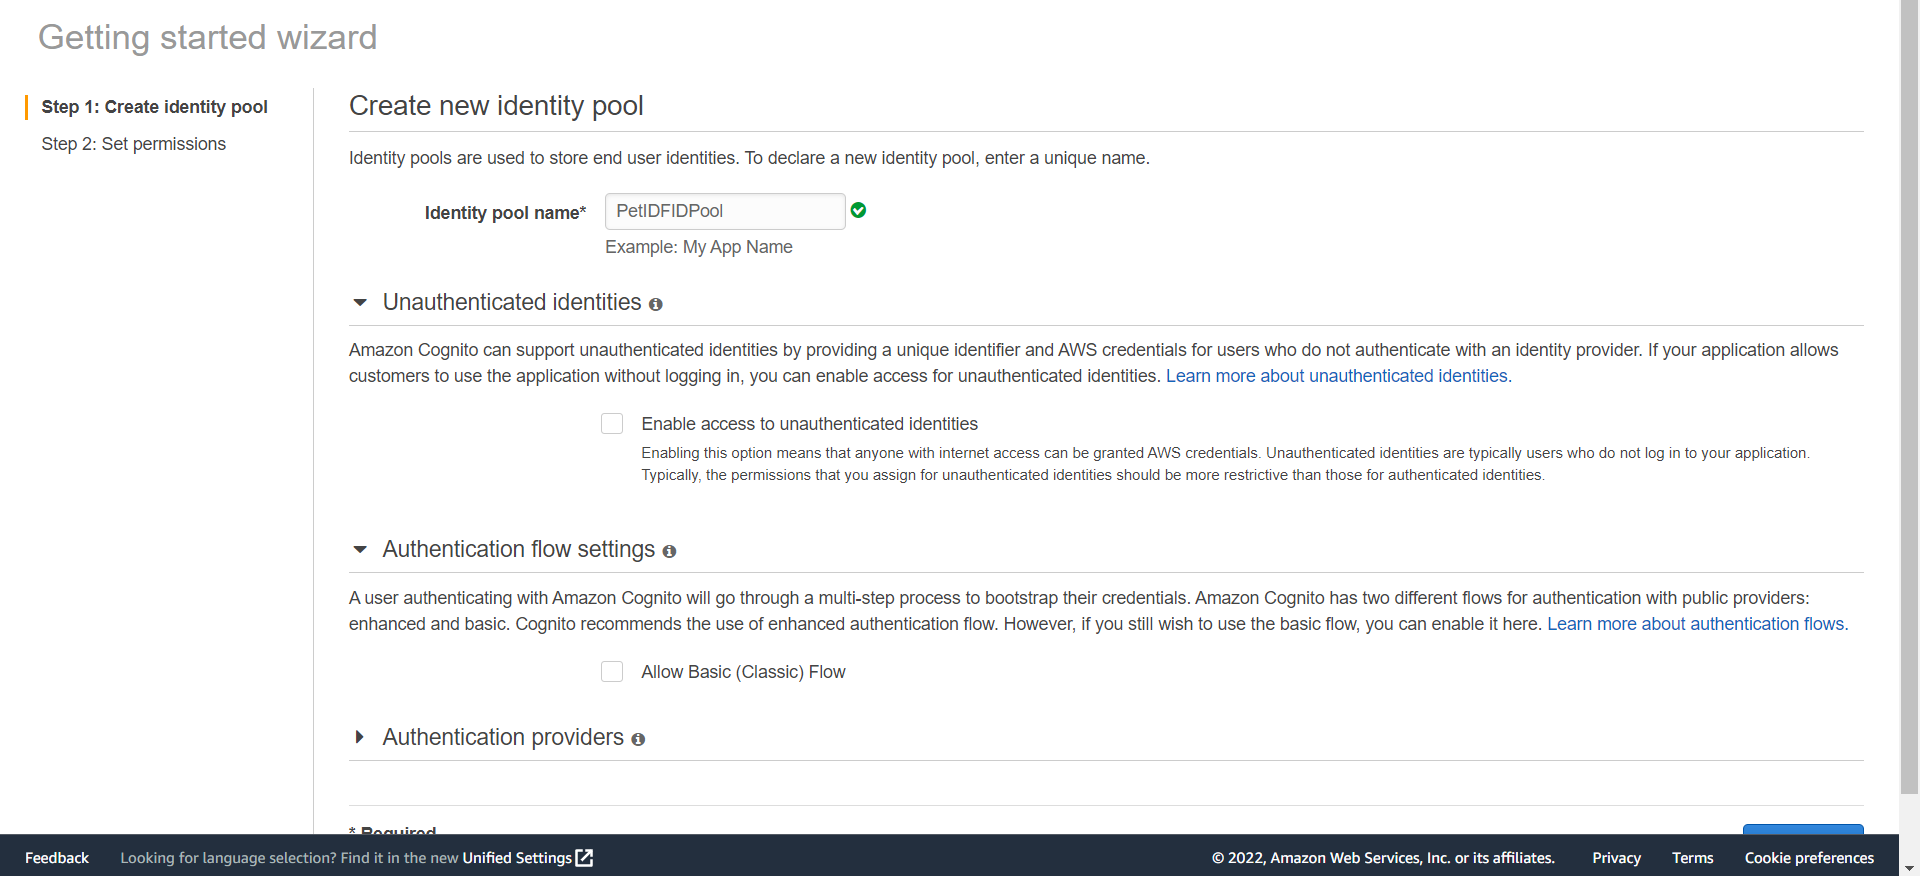 Getting started wizard
Step 1: Create identity pool
Step 2: Set permissions
Create new identity pool
Identity pools are used to store end user identities. To declare a new identity pool, enter a unique name.
Identity pool name*
PetIDFIDPool
Example: My App Name
Unauthenticated identities
Amazon Cognito can support unauthenticated identities by providing a unique identifier and AWS credentials for users who do not authenticate with an identity provider. If your application allows
customers to use the application without logging in, you can enable access for unauthenticated identities. Learn more about unauthenticated identities.
Enable access to unauthenticated identities
Enabling this option means that anyone with internet access can be granted AWS credentials. Unauthenticated identities are typically users who do not log in to your application.
Typically, the permissions that you assign for unauthenticated identities should be more restrictive than those for authenticated identities.
Authentication flow settings
A user authenticating with Amazon Cognito will go through a multi-step process to bootstrap their credentials. Amazon Cognito has two different flows for authentication with public providers:
enhanced and basic. Cognito recommends the use of enhanced authentication flow. However, if you still wish to use the basic flow, you can enable it here. Learn more about authentication flows.
Allow Basic (Classic) Flow
Authentication providers
* Required
Feedback
Looking for language selection? Find it in the new Unified Settings
© 2022, Amazon Web Services, Inc. or its affiliates.
Privacy
Terms
Cookie preferences